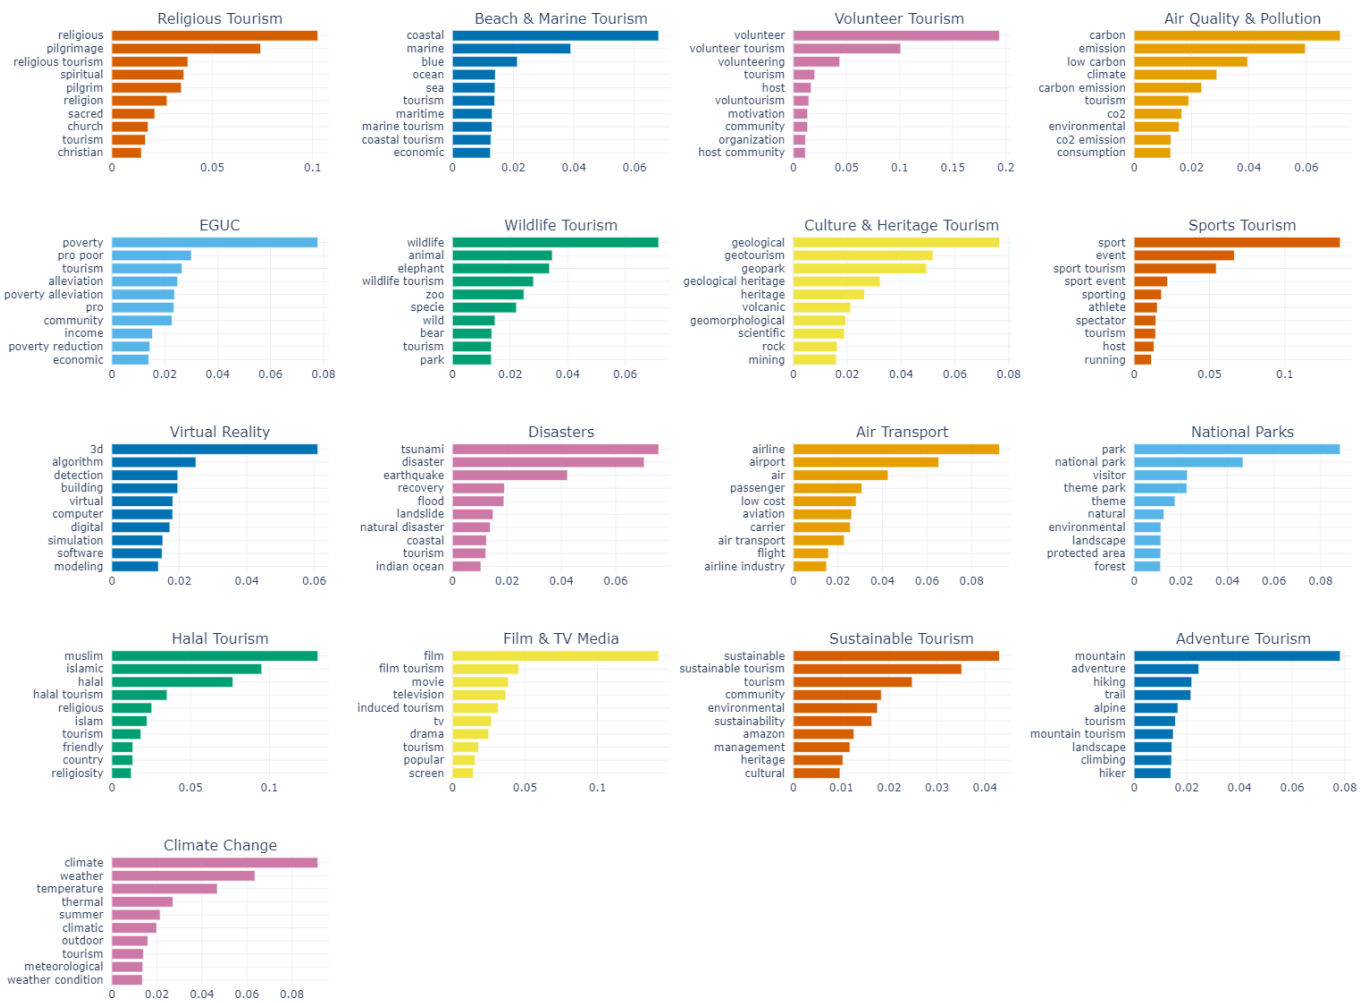 Religious Tourism
religious
pilgrimage
religious tourism
spiritual
pilgrim
religion
sacred
church
tourism
christian
0 0.05 0.1
Beach & Marine Tourism
coastal
marine
blue
ocean
sea
tourism
maritime
marine tourism
coastal tourism
economic
0 0.02 0.04 0.06
Volunteer Tourism
volunteer
volunteer tourism
volunteering
tourism
host
voluntourism
motivation
community
organization
host community
0 0.05 0.1 0.15 0.2
Air Quality & Pollution
carbon
emission
low carbon
climate
carbon emission
tourism
co2
environmental
co2 emission
consumption
0 0.02 0.04 0.06
EGUC
poverty
pro poor
tourism
alleviation
poverty alleviation
pro
community
income
poverty reduction
economic
0 0.02 0.04 0.06 0.08
Wildlife Tourism
wildlife
animal
elephant
wildlife tourism
zoo
specie
wild
bear
tourism
park
0 0.02 0.04 0.06
Culture & Heritage Tourism
geological
geotourism
geopark
geological heritage
heritage
volcanic
geomorphological
scientific
rock
mining
0 0.02 0.04 0.06 0.08
Sports Tourism
sport
event
sport tourism
sport event
sporting
athlete
spectator
tourism
host
running
0 0.05 0.1
Virtual Reality
3d
algorithm
detection
building
virtual
computer
digital
simulation
software
modeling
0 0.02 0.04 0.06
Disasters
tsunami
disaster
earthquake
recovery
flood
landslide
natural disaster
coastal
tourism
indian ocean
0 0.02 0.04 0.06
Air Transport
airline
airport
air
passenger
low cost
aviation
carrier
air transport
flight
airline industry
0 0.02 0.04 0.06 0.08
National Parks
park
national park
visitor
theme park
theme
natural
environmental
landscape
protected area
forest
0 0.02 0.04 0.06 0.08
Halal Tourism
muslim
islamic
halal
halal tourism
religious
islam
tourism
friendly
country
religiosity
0 0.05 0.1
Film & TV Media
film
film tourism
movie
television
induced tourism
tv
drama
tourism
popular
screen
0 0.05 0.1
Sustainable Tourism
sustainable
sustainable tourism
tourism
community
environmental
sustainability
amazon
management
heritage
cultural
0 0.01 0.02 0.03 0.04
Adventure Tourism
mountain
adventure
hiking
trail
alpine
tourism
mountain tourism
landscape
climbing
hiker
0 0.02 0.04 0.06 0.08
Climate Change
climate
weather
temperature
thermal
summer
climatic
outdoor
tourism
meteorological
weather condition
0 0.02 0.04 0.06 0.08